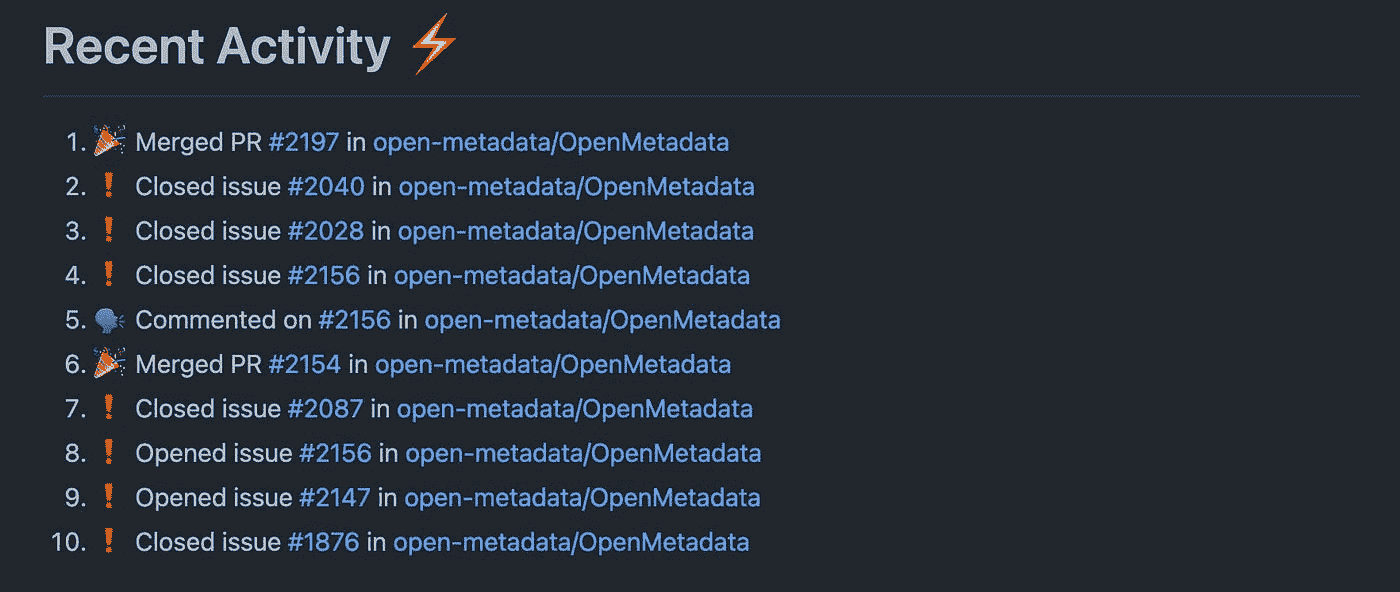 Recent Activity ⚡
1. 🎉 Merged PR #2197 in open-metadata/OpenMetadata
2. ❗ Closed issue #2040 in open-metadata/OpenMetadata
3. ❗ Closed issue #2028 in open-metadata/OpenMetadata
4. ❗ Closed issue #2156 in open-metadata/OpenMetadata
5. 🗣 Commented on #2156 in open-metadata/OpenMetadata
6. 🎉 Merged PR #2154 in open-metadata/OpenMetadata
7. ❗ Closed issue #2087 in open-metadata/OpenMetadata
8. ❗ Opened issue #2156 in open-metadata/OpenMetadata
9. ❗ Opened issue #2147 in open-metadata/OpenMetadata
10. ❗ Closed issue #1876 in open-metadata/OpenMetadata